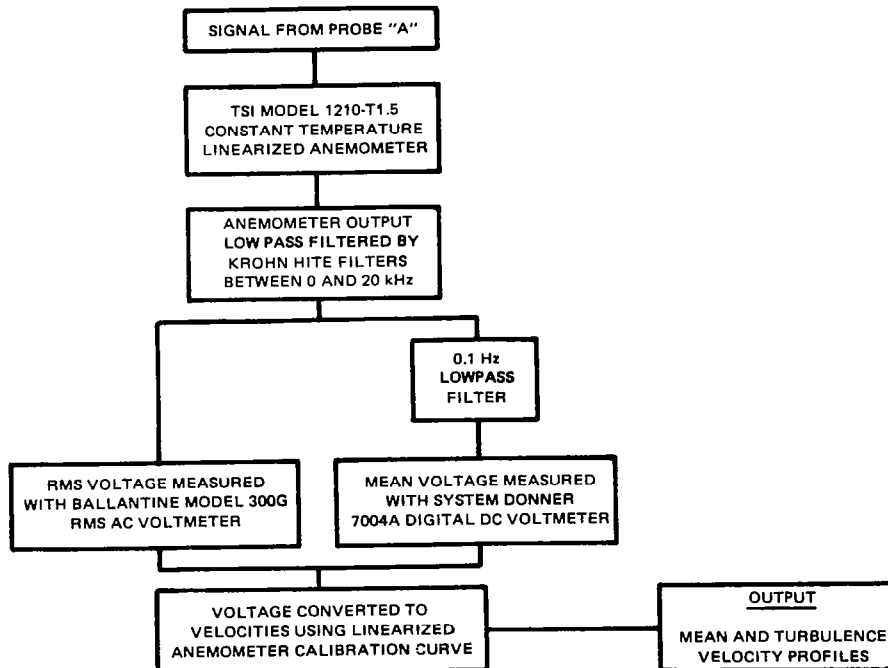 SIGNAL FROM PROBE "A"
TSI MODEL 1210-T1.5
CONSTANT TEMPERATURE
LINEARIZED ANEMOMETER
ANEMOMETER OUTPUT
LOW PASS FILTERED BY
KROHN HITE FILTERS
BETWEEN 0 AND 20 kHz
0.1 Hz
LOWPASS
FILTER
RMS VOLTAGE MEASURED
WITH BALLANTINE MODEL 300G
RMS AC VOLTMETER
MEAN VOLTAGE MEASURED
WITH SYSTEM DONNER
7004A DIGITAL DC VOLTMETER
VOLTAGE CONVERTED TO
VELOCITIES USING LINEARIZED
ANEMOMETER CALIBRATION CURVE
OUTPUT
MEAN AND TURBULENCE
VELOCITY PROFILES